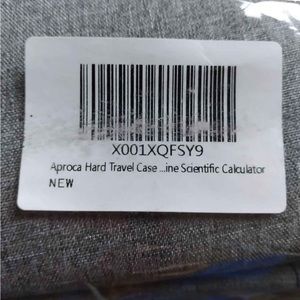 X001XQFSY9
Aproca Hard Travel Case ...ine Scientific Calculator
NEW